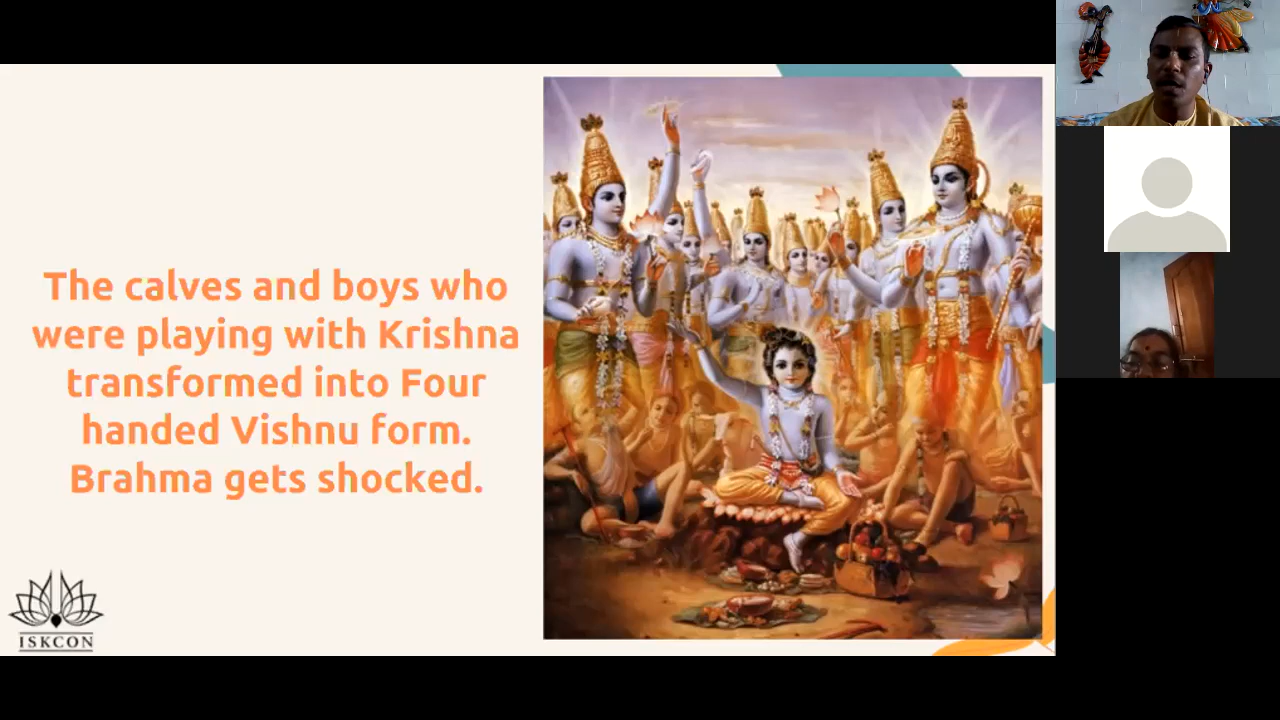 The calves and boys who
were playing with Krishna
transformed into Four
handed Vishnu form.
Brahma gets shocked.
ISKCON